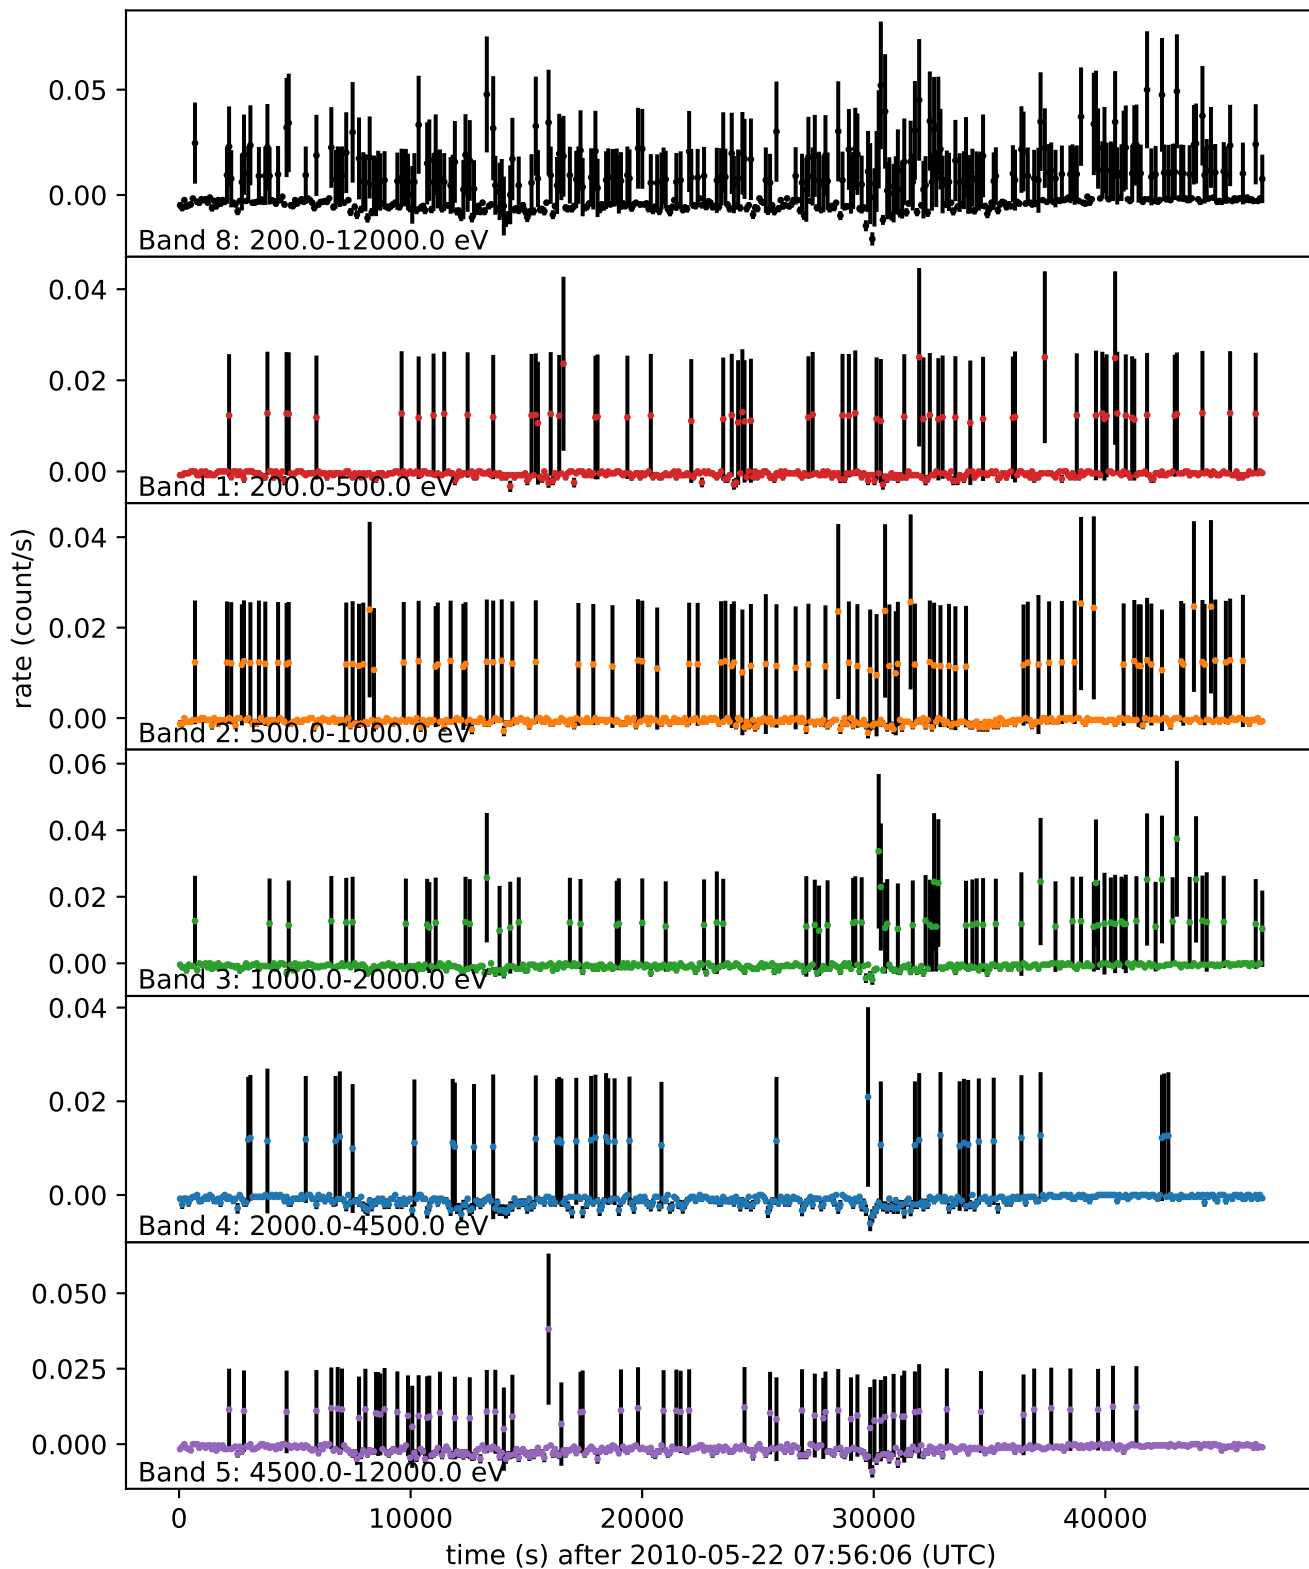 0.05
0.00
Band 8: 200.0-12000.0 eV
0.04
0.02
0.00
Band 1: 200.0-500.0 eV
rate (count/s)
0.04
0.02
0.00
Band 2: 500.0-1000.0 eV
0.06
0.04
0.02
0.00
Band 3: 1000.0-2000.0 eV
0.04
0.02
0.00
Band 4: 2000.0-4500.0 eV
0.050
0.025
0.000
Band 5: 4500.0-12000.0 eV
0 10000 20000 30000 40000
time (s) after 2010-05-22 07:56:06 (UTC)